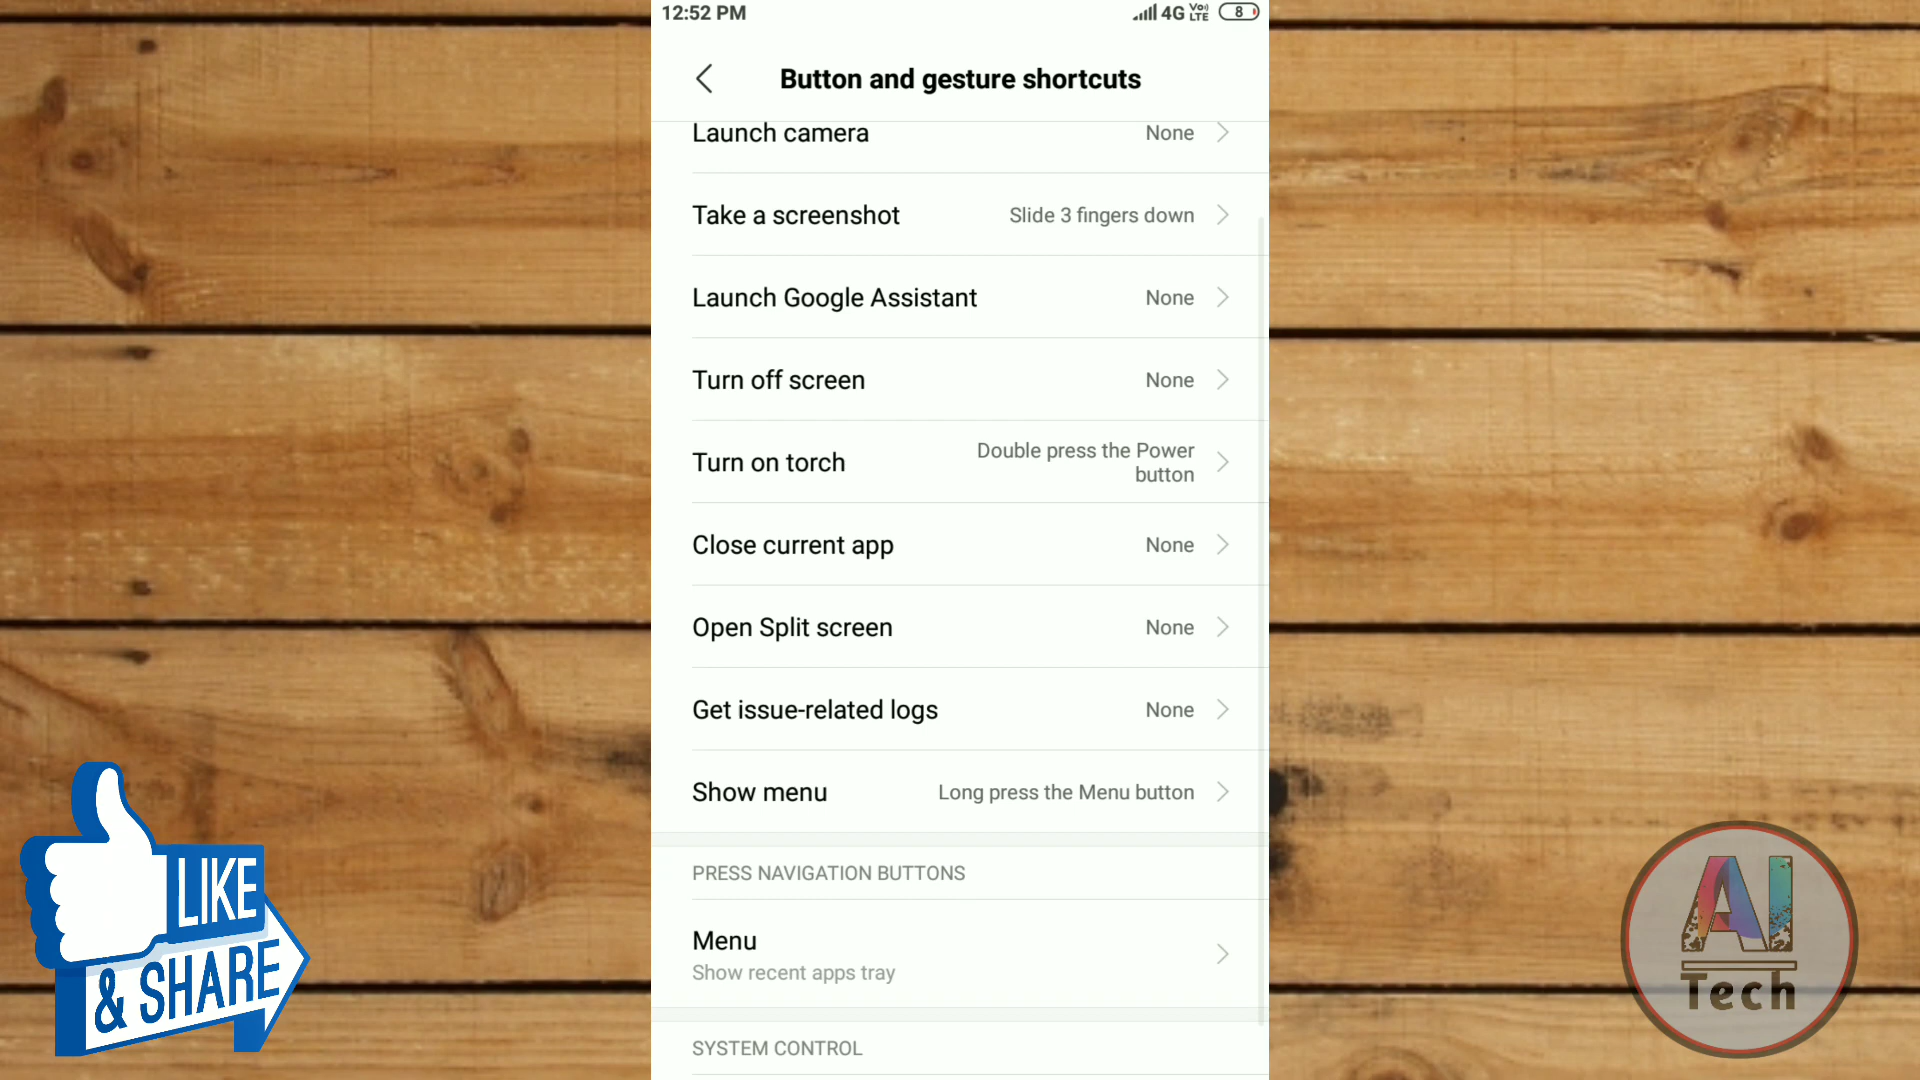 12:52 PM 4G Vo) LTE 8
Button and gesture shortcuts
Launch camera None
Take a screenshot Slide 3 fingers down
Launch Google Assistant None
Turn off screen None
Turn on torch Double press the Power
button
Close current app None
Open Split screen None
Get issue-related logs None
Show menu Long press the Menu button
PRESS NAVIGATION BUTTONS
Menu
Show recent apps tray
SYSTEM CONTROL
LIKE
& SHARE
AI
Tech